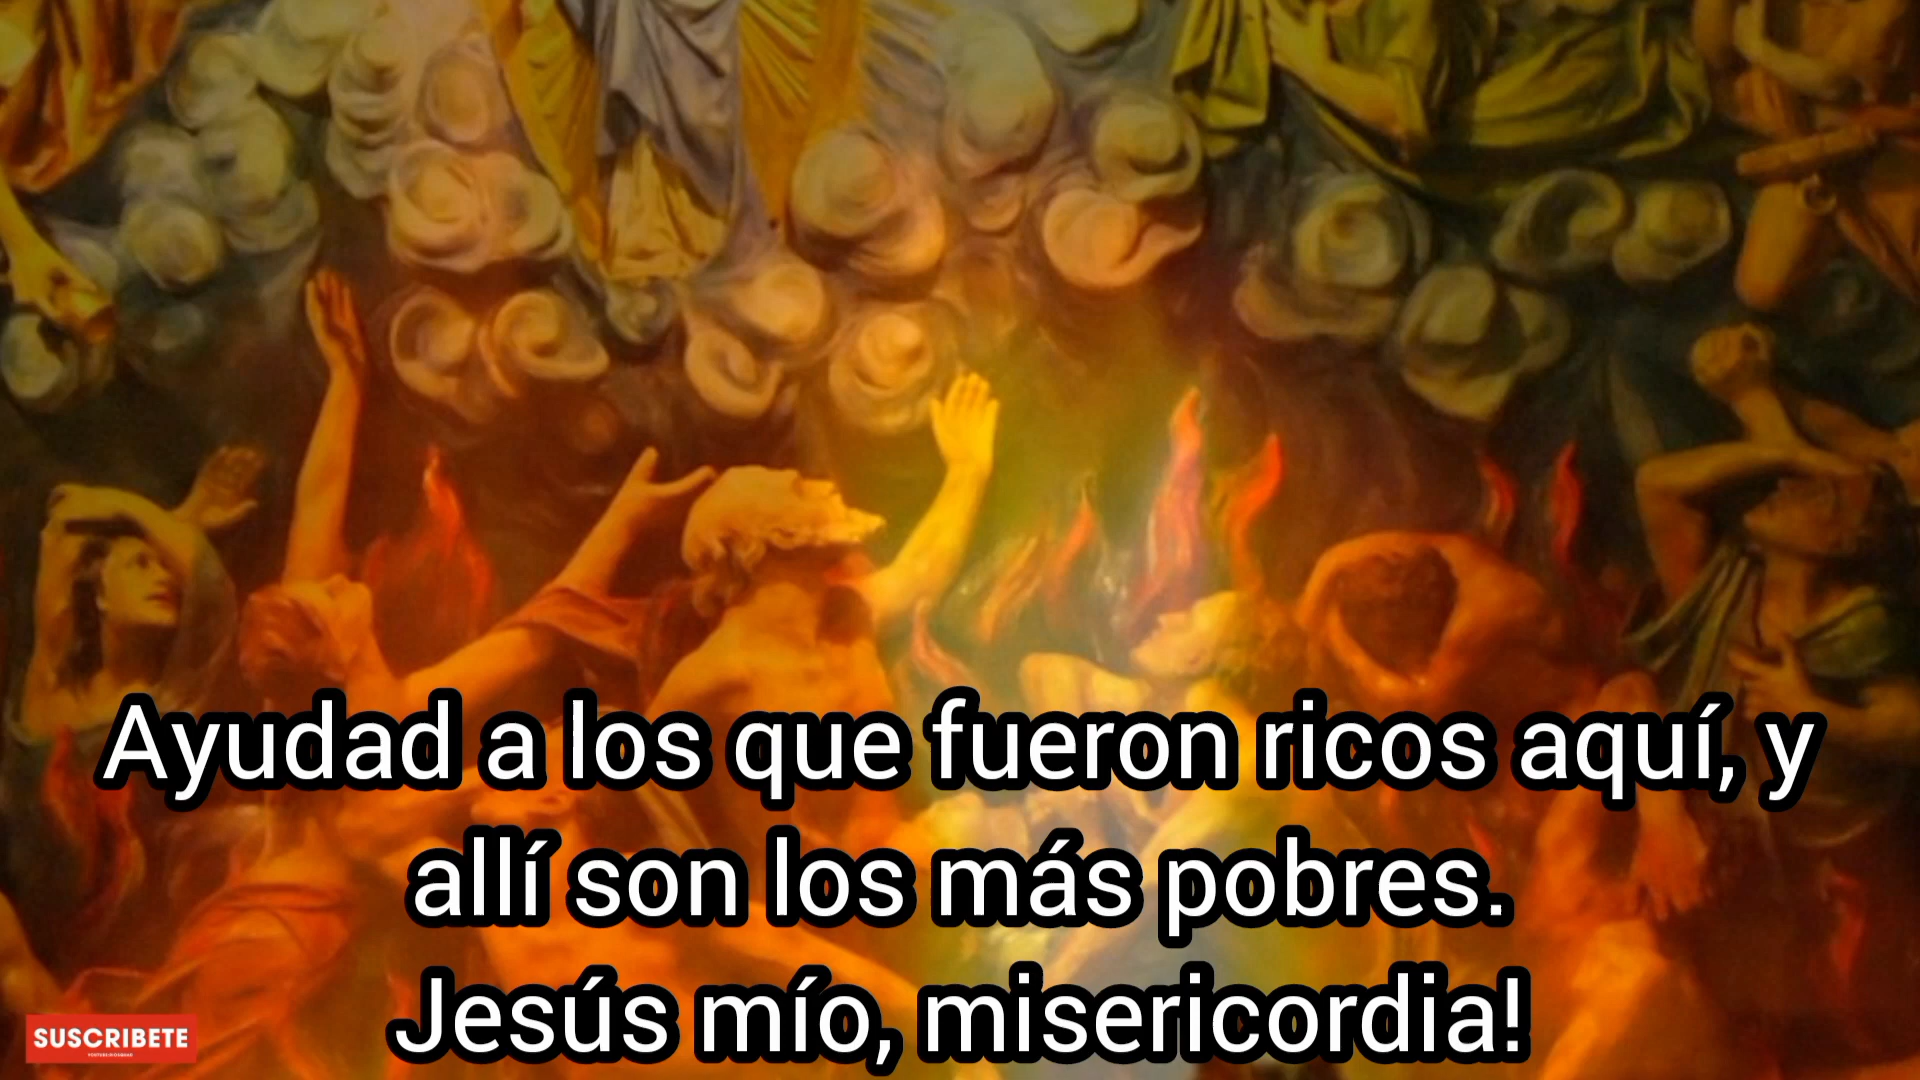 Ayudad a los que fueron ricos aquí, y
allí son los más pobres.
Jesús mío, misericordia!
SUSCRIBETE